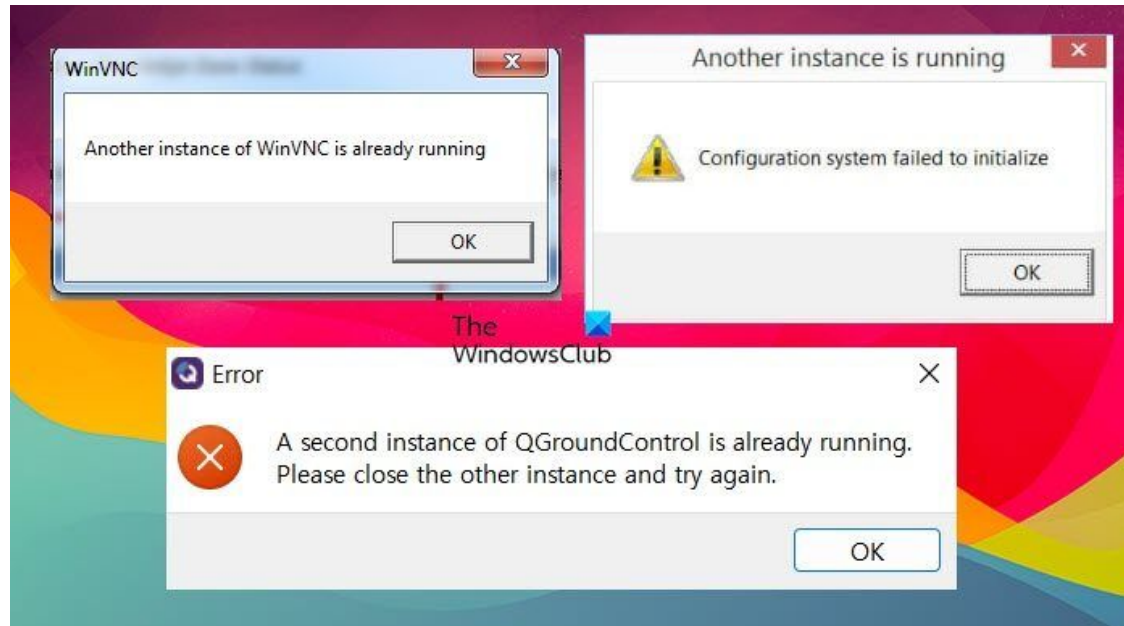 WinVNC
Another instance of WinVNC is already running
OK
Another instance is running
Configuration system failed to initialize
OK
The
WindowsClub
Error
A second instance of QGroundControl is already running.
Please close the other instance and try again.
OK